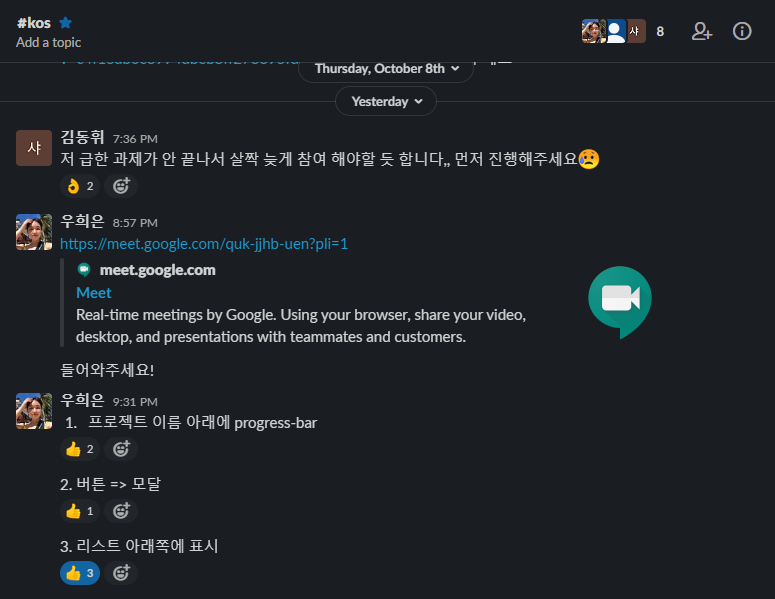 #kos
Add a topic
8
Thursday, October 8th
Yesterday
샤
김동휘 7:36 PM
저 급한 과제가 안 끝나서 살짝 늦게 참여 해야할 듯 합니다,, 먼저 진행해주세요
2
우희은 8:57 PM
https://meet.google.com/quk-jjhb-uen?pli=1
meet.google.com
Meet
Real-time meetings by Google. Using your browser, share your video,
desktop, and presentations with teammates and customers.
들어와주세요!
우희은 9:31 PM
1. 프로젝트 이름 아래에 progress-bar
2
2. 버튼 => 모달
1
3. 리스트 아래쪽에 표시
3